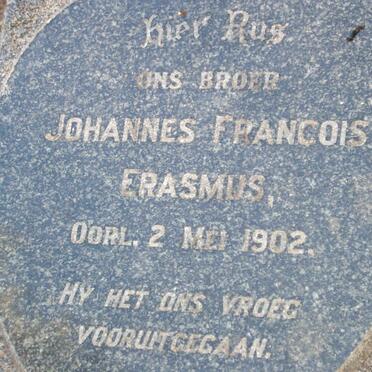 Hier Rus
ONS BROER
JOHANNES FRANCOIS
ERASMUS,
OORL. 2 MEI 1902.
HY HET ONS VROEG
VOORUITGEGAAN.